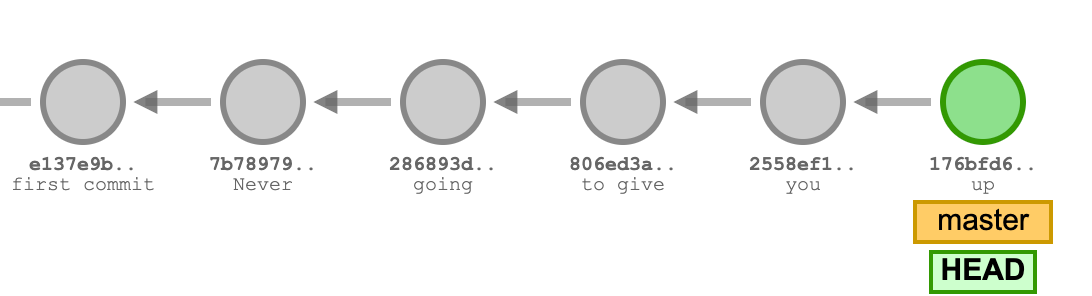 e137e9b.. 7b78979.. 286893d.. 806ed3a.. 2558ef1.. 176bfd6..
first commit Never going to give you up
master
HEAD